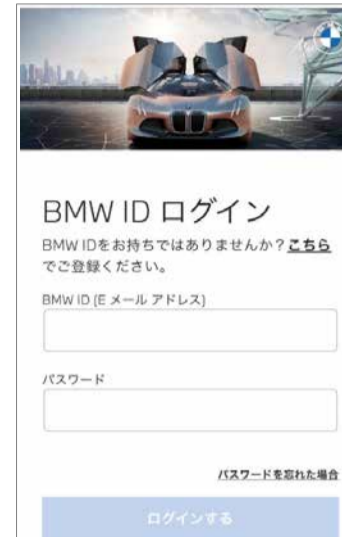 BMW ID ログイン
BMW IDをお持ちではありませんか？こちら
でご登録ください。
BMW ID (E メール アドレス)
パスワード
パスワードを忘れた場合
ログインする